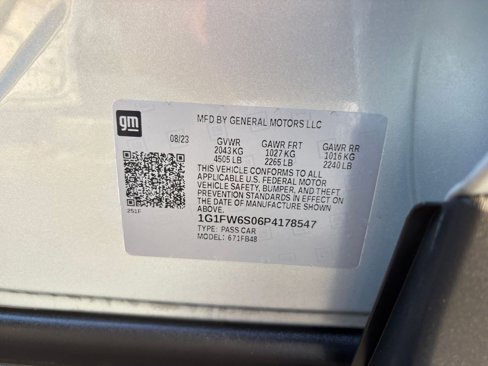 gm
MFD BY GENERAL MOTORS LLC
08/23 GVWR GAWR FRT GAWR RR
2043 KG 1027 KG 1016 KG
4505 LB 2265 LB 2240 LB
THIS VEHICLE CONFORMS TO ALL
APPLICABLE U.S. FEDERAL MOTOR
VEHICLE SAFETY, BUMPER, AND THEFT
PREVENTION STANDARDS IN EFFECT ON
THE DATE OF MANUFACTURE SHOWN
ABOVE.
251F
1G1FW6S06P4178547
TYPE: PASS CAR
MODEL: 671FB48